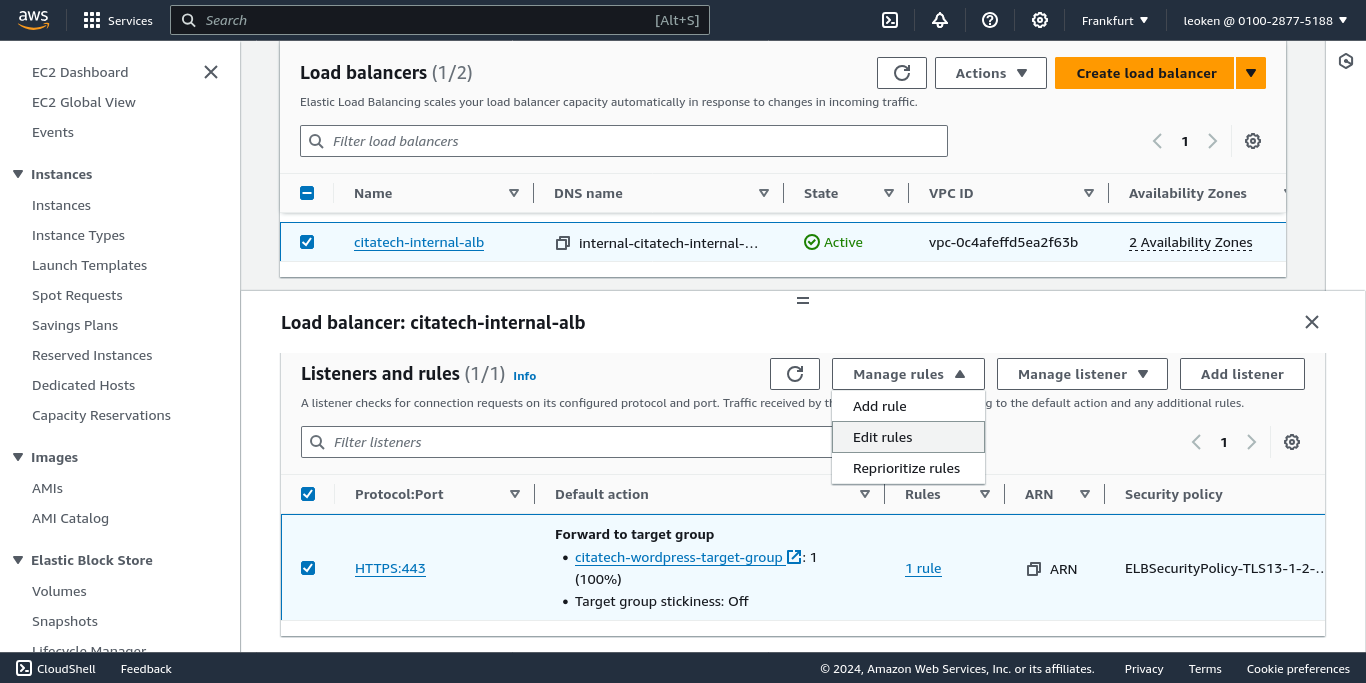 aws
Services
Search
[Alt+S]
Frankfurt
leoken @ 0100-2877-5188
EC2 Dashboard
EC2 Global View
Events
Instances
Instances
Instance Types
Launch Templates
Spot Requests
Savings Plans
Reserved Instances
Dedicated Hosts
Capacity Reservations
Images
AMIs
AMI Catalog
Elastic Block Store
Volumes
Snapshots
Lifecycle Manager
Load balancers (1/2)
Actions
Create load balancer
Elastic Load Balancing scales your load balancer capacity automatically in response to changes in incoming traffic.
Filter load balancers
1
Name
DNS name
State
VPC ID
Availability Zones
citatech-internal-alb
internal-citatech-internal-...
Active
vpc-0c4afeffd5ea2f63b
2 Availability Zones
Load balancer: citatech-internal-alb
Listeners and rules (1/1) Info
Manage rules
Manage listener
Add listener
A listener checks for connection requests on its configured protocol and port. Traffic received by th
g to the default action and any additional rules.
Add rule
Edit rules
Reprioritize rules
Filter listeners
1
Protocol:Port
Default action
Rules
ARN
Security policy
HTTPS:443
Forward to target group
• citatech-wordpress-target-group : 1
(100%)
• Target group stickiness: Off
1 rule
ARN
ELBSecurityPolicy-TLS13-1-2-...
CloudShell
Feedback
© 2024, Amazon Web Services, Inc. or its affiliates.
Privacy
Terms
Cookie preferences